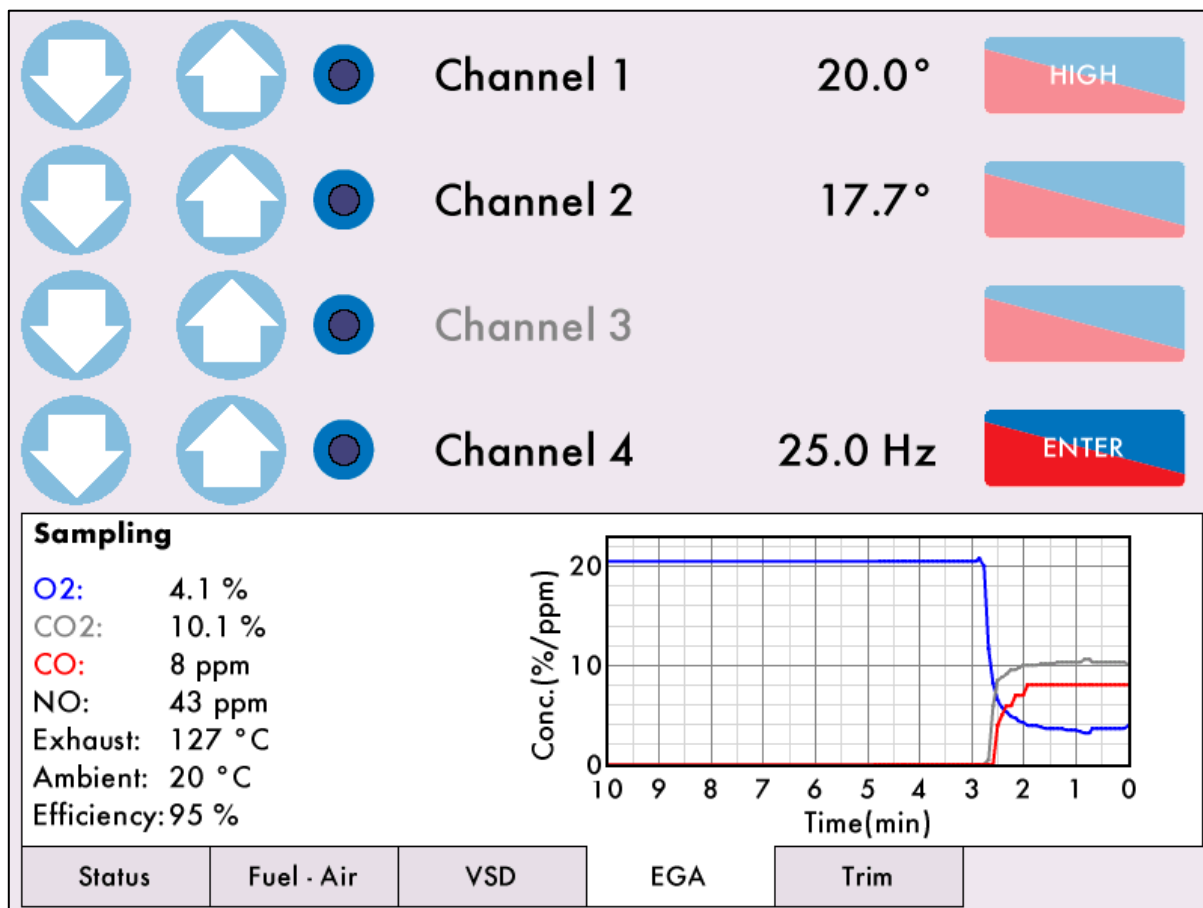 Channel 1 20.0° HIGH
Channel 2 17.7°
Channel 3
Channel 4 25.0 Hz ENTER
Sampling
O2: 4.1 %
CO2: 10.1 %
CO: 8 ppm
NO: 43 ppm
Exhaust: 127 °C
Ambient: 20 °C
Efficiency: 95 %
Conc.(%/ppm)
20
10
0
10 9 8 7 6 5 4 3 2 1 0
Time(min)
Status Fuel - Air VSD EGA Trim